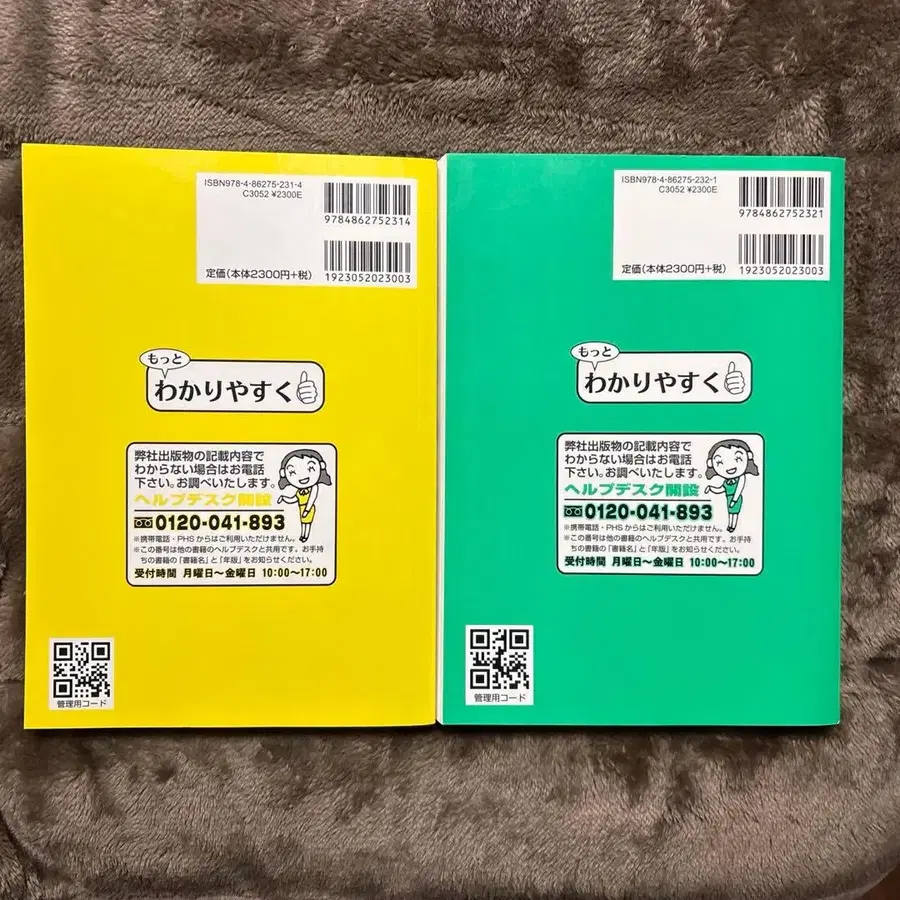 ISBN978-4-86275-231-4
C3052 ¥2300E
9784862752314
定価(本体2300円+税)
1923052023003
もっと
わかりやすく
弊社出版物の記載内容で
わからない場合はお電話
下さい。お調べいたします。
ヘルプデスク開設
0120-041-893
※携帯電話・PHSからはご利用いただけません。
※この番号は他の書籍のヘルプデスクと共用です。お手持
ちの書籍の「書籍名」と「年版」をお知らせください。
受付時間 月曜日〜金曜日 10:00〜17:00
管理用コード
ISBN978-4-86275-232-1
C3052 ¥2300E
9784862752321
定価(本体2300円+税)
1923052023003
もっと
わかりやすく
弊社出版物の記載内容で
わからない場合はお電話
下さい。お調べいたします。
ヘルプデスク開設
0120-041-893
※携帯電話・PHSからはご利用いただけません。
※この番号は他の書籍のヘルプデスクと共用です。お手持
ちの書籍の「書籍名」と「年版」をお知らせください。
受付時間 月曜日〜金曜日 10:00〜17:00
管理用コード